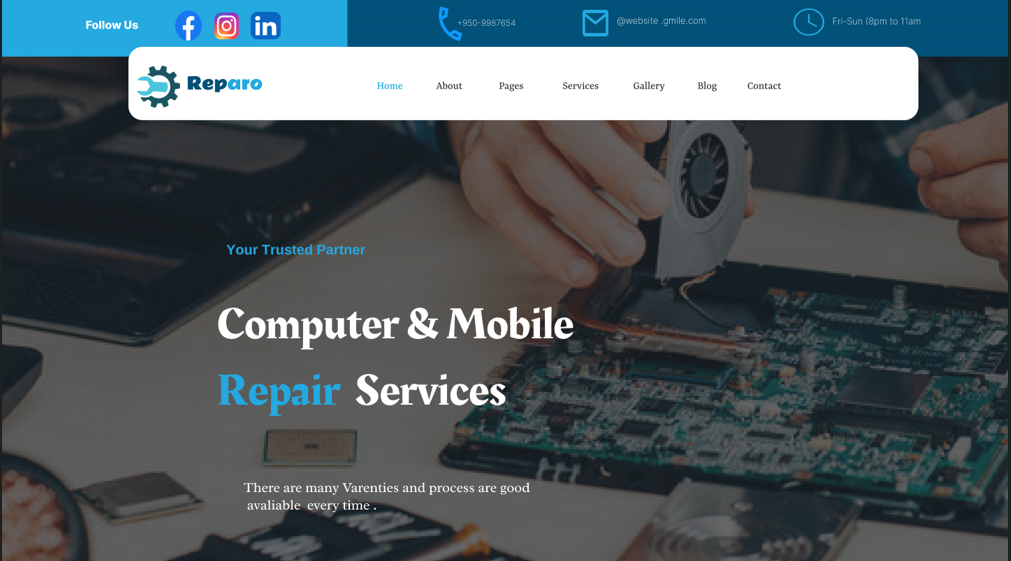 Follow Us
+950-9987654
@website .gmile.com
Fri-Sun (8pm to 11am
Reparo
Home About Pages Services Gallery Blog Contact
Your Trusted Partner
Computer & Mobile
Repair Services
There are many Varenties and process are good
avaliable every time .